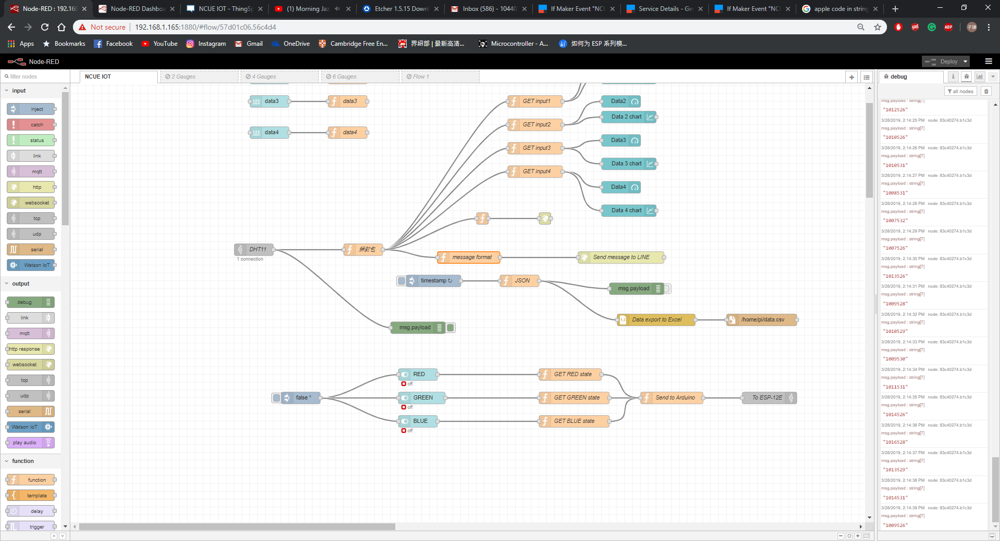 Node-RED : 192.168
Node-RED Dashboa
NCUE IOT - ThingSp
(1) Morning Jaz
Etcher 1.5.15 Downl
Inbox (586) - 10440
If Maker Event "NCU
Service Details - Ge
If Maker Event "NCU
apple code in string
Not secure
192.168.1.165:1880/#flow/57d01c06.56c4d4
ABP
子謙
Apps
Bookmarks
Facebook
YouTube
Instagram
Gmail
OneDrive
Cambridge Free En...
界绍部 | 最新高清...
Microcontroller - A...
如何为 ESP 系列模...
Node-RED
Deploy
filter nodes
NCUE IOT
2 Gauges
4 Gauges
6 Gauges
Flow 1
debug
all nodes
input
inject
catch
status
link
mqtt
http
websocket
tcp
udp
serial
Watson IoT
output
debug
link
mqtt
http response
websocket
tcp
udp
serial
Watson IoT
play audio
function
function
template
delay
trigger
data3
data3
data4
data4
GET input1
GET input2
GET input3
GET input4
Data2
Data 2 chart
Data3
Data 3 chart
Data4
Data 4 chart
DHT11
1 connection
解封包
message format
Send message to LINE
timestamp ↻
JSON
msg.payload
Data export to Excel
/home/pi/data.csv
msg.payload
false ¹
RED
off
GREEN
off
BLUE
off
GET RED state
GET GREEN state
GET BLUE state
Send to Arduino
To ESP-12E
msg.payload : string[7]
"1012526"
3/28/2019, 2:14:25 PM node: 83c40274.b1c3d
msg.payload : string[7]
"1010526"
3/28/2019, 2:14:26 PM node: 83c40274.b1c3d
msg.payload : string[7]
"1010531"
3/28/2019, 2:14:27 PM node: 83c40274.b1c3d
msg.payload : string[7]
"1008531"
3/28/2019, 2:14:28 PM node: 83c40274.b1c3d
msg.payload : string[7]
"1007532"
3/28/2019, 2:14:29 PM node: 83c40274.b1c3d
msg.payload : string[7]
"1007526"
3/28/2019, 2:14:30 PM node: 83c40274.b1c3d
msg.payload : string[7]
"1013526"
3/28/2019, 2:14:31 PM node: 83c40274.b1c3d
msg.payload : string[7]
"1009528"
3/28/2019, 2:14:32 PM node: 83c40274.b1c3d
msg.payload : string[7]
"1010529"
3/28/2019, 2:14:33 PM node: 83c40274.b1c3d
msg.payload : string[7]
"1009530"
3/28/2019, 2:14:34 PM node: 83c40274.b1c3d
msg.payload : string[7]
"1011531"
3/28/2019, 2:14:35 PM node: 83c40274.b1c3d
msg.payload : string[7]
"1014526"
3/28/2019, 2:14:36 PM node: 83c40274.b1c3d
msg.payload : string[7]
"1016528"
3/28/2019, 2:14:37 PM node: 83c40274.b1c3d
msg.payload : string[7]
"1013529"
3/28/2019, 2:14:38 PM node: 83c40274.b1c3d
msg.payload : string[7]
"1014531"
3/28/2019, 2:14:39 PM node: 83c40274.b1c3d
msg.payload : string[7]
"1009526"